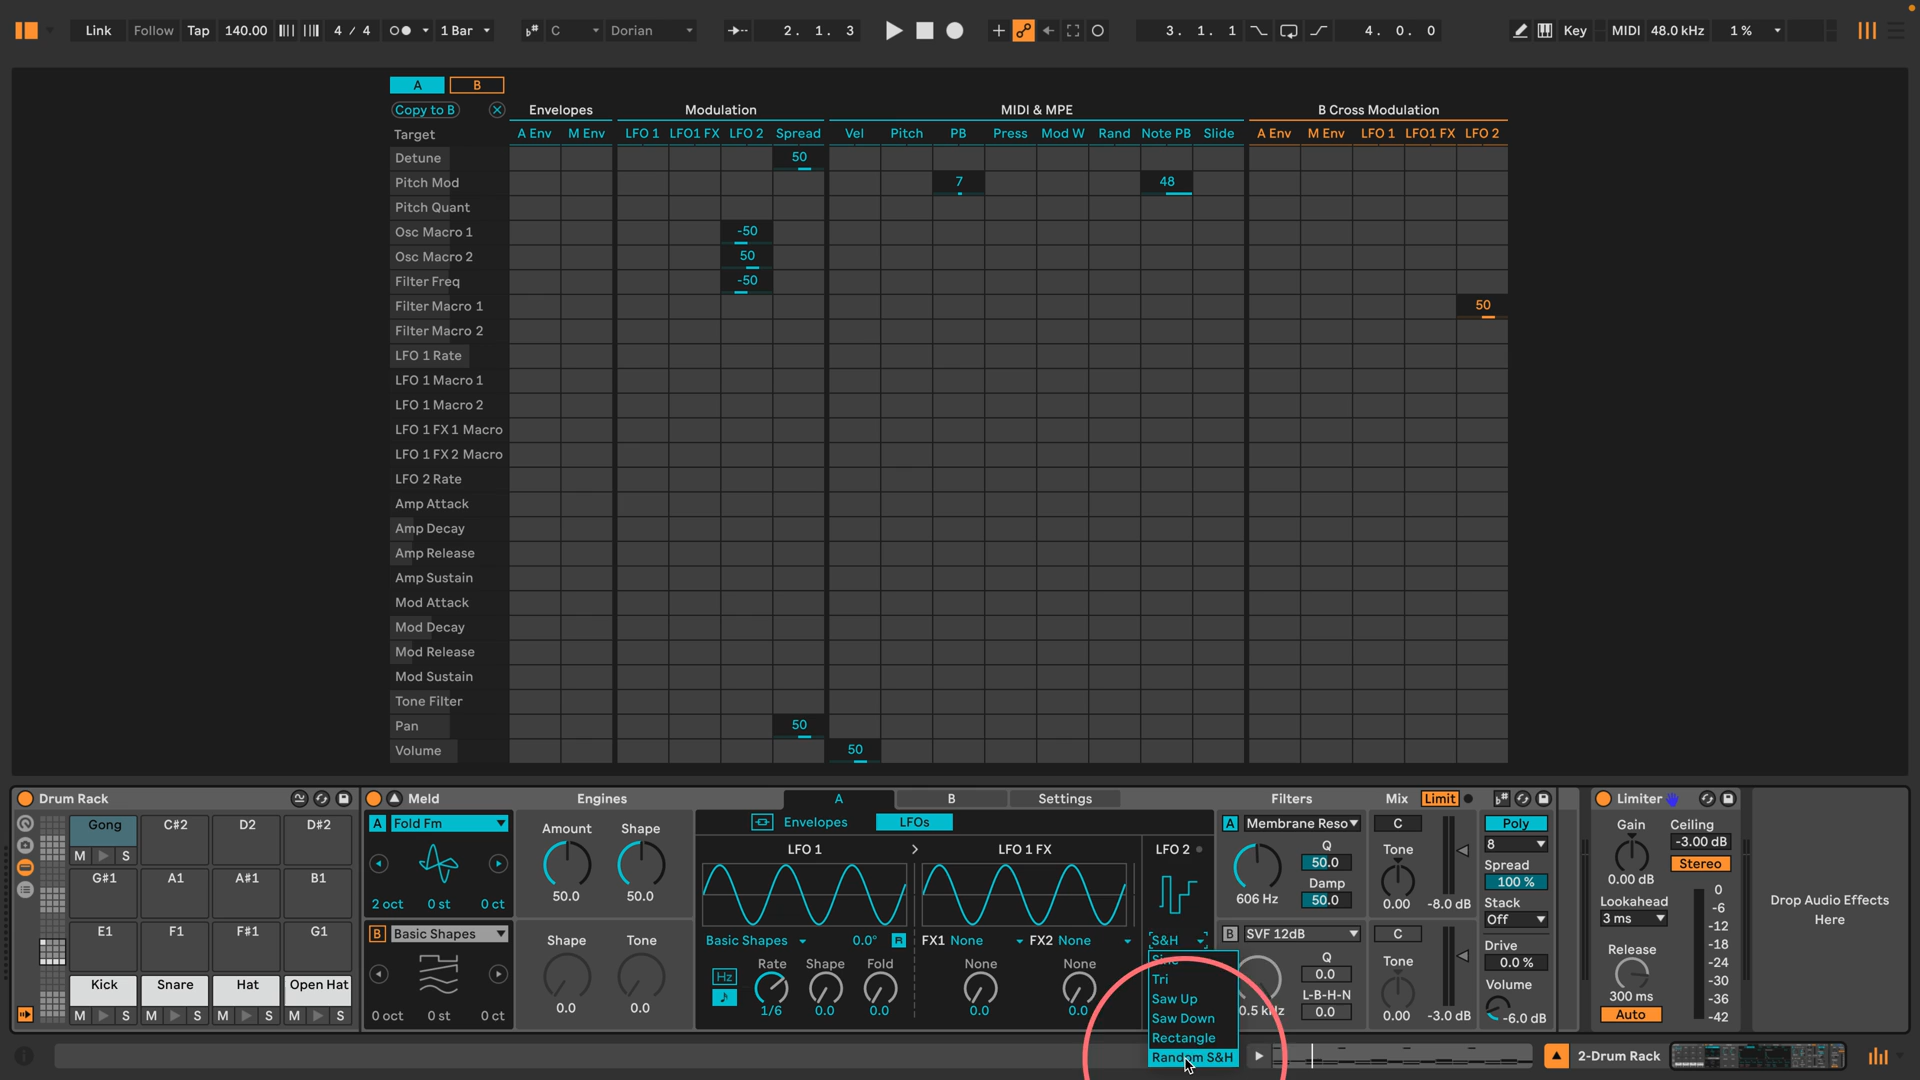 Link Follow Tap 140.00 4 / 4 1 Bar C Dorian 2. 1. 3 3. 1. 1 4. 0. 0 Key MIDI 48.0 kHz 1 %
A B
Copy to B Envelopes Modulation MIDI & MPE B Cross Modulation
Target A Env M Env LFO 1 LFO1 FX LFO 2 Spread Vel Pitch PB Press Mod W Rand Note PB Slide A Env M Env LFO 1 LFO1 FX LFO 2
Detune 50
Pitch Mod 7 48
Pitch Quant
Osc Macro 1 -50
Osc Macro 2 50
Filter Freq -50
Filter Macro 1 50
Filter Macro 2
LFO 1 Rate
LFO 1 Macro 1
LFO 1 Macro 2
LFO 1 FX 1 Macro
LFO 1 FX 2 Macro
LFO 2 Rate
Amp Attack
Amp Decay
Amp Release
Amp Sustain
Mod Attack
Mod Decay
Mod Release
Mod Sustain
Tone Filter
Pan 50
Volume 50
Drum Rack
Gong C#2 D2 D#2
M S
G#1 A1 A#1 B1
E1 F1 F#1 G1
Kick Snare Hat Open Hat
M S M S M S M S
Meld Engines A B Settings Filters Mix Limit
A Fold Fm
2 oct 0 st 0 ct
B Basic Shapes
0 oct 0 st 0 ct
Amount Shape
50.0 50.0
Shape Tone
0.0 0.0
Envelopes LFOs
LFO 1 > LFO 1 FX LFO 2
Basic Shapes 0.0° R FX1 None FX2 None S&H
Hz Rate Shape Fold None None
1/6 0.0 0.0 0.0 0.0
Sine
Tri
Saw Up
Saw Down
Rectangle
Random S&H
A Membrane Reso C
Q Tone
50.0
Damp
606 Hz 50.0 0.00 -8.0 dB
B SVF 12dB C
Q Tone
0.0
L-B-H-N
0.5 kHz 0.0 0.00 -3.0 dB
Poly
8
Spread
100 %
Stack
Off
Drive
0.0 %
Volume
-6.0 dB
Limiter
Gain Ceiling
-3.00 dB
0.00 dB Stereo
Lookahead
3 ms
Release
300 ms
Auto
0
-6
-12
-18
-24
-30
-36
-42
Drop Audio Effects
Here
2-Drum Rack